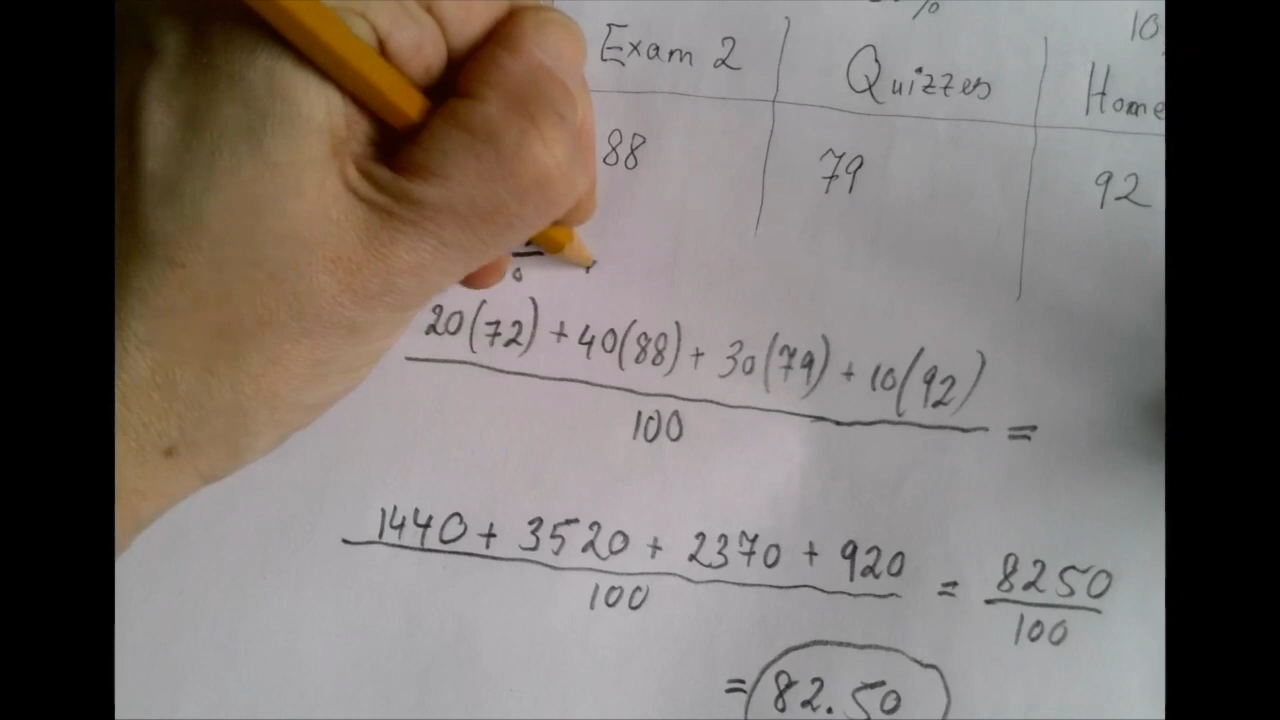 %
10
Exam 2 Quizzes Home
88 79 92
20(72) + 40(88) + 30(79) + 10(92)
100 =
1440 + 3520 + 2370 + 920 = 8250
100 100
= 82.50